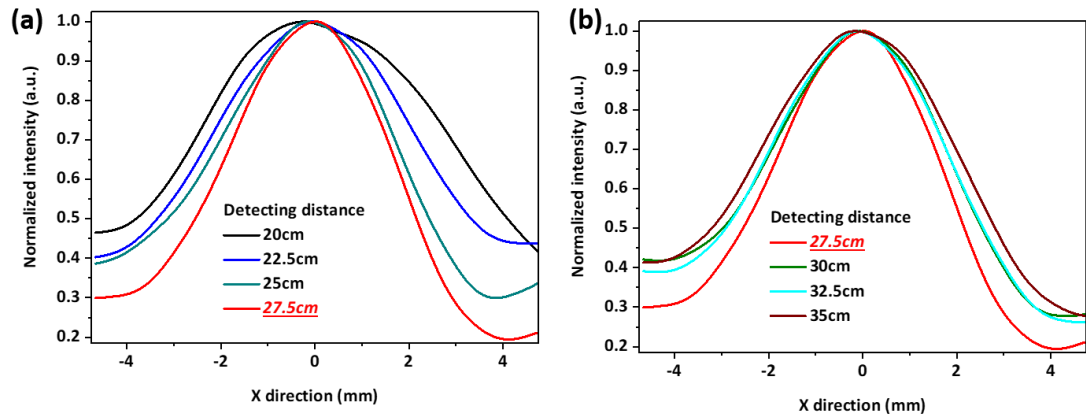 (a)
Normalized intensity (a.u.)
1.0
0.9
0.8
0.7
0.6
0.5
0.4
0.3
0.2
Detecting distance
20cm
22.5cm
25cm
27.5cm
-4
-2
0
2
4
X direction (mm)
(b)
Normalized intensity (a.u.)
1.0
0.9
0.8
0.7
0.6
0.5
0.4
0.3
0.2
Detecting distance
27.5cm
30cm
32.5cm
35cm
-4
-2
0
2
4
X direction (mm)